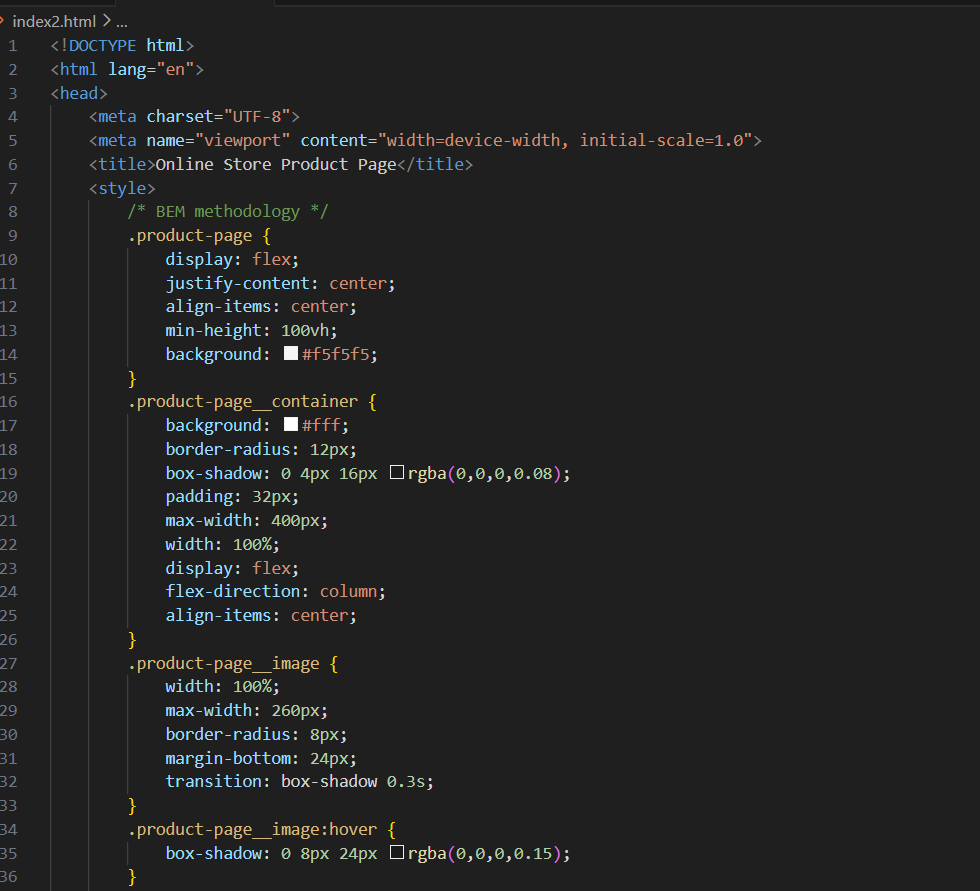 index2.html > ...
1 <!DOCTYPE html>
2 <html lang="en">
3 <head>
4     <meta charset="UTF-8">
5     <meta name="viewport" content="width=device-width, initial-scale=1.0">
6     <title>Online Store Product Page</title>
7     <style>
8         /* BEM methodology */
9         .product-page {
10             display: flex;
11             justify-content: center;
12             align-items: center;
13             min-height: 100vh;
14             background: #f5f5f5;
15         }
16         .product-page__container {
17             background: #fff;
18             border-radius: 12px;
19             box-shadow: 0 4px 16px rgba(0,0,0,0.08);
20             padding: 32px;
21             max-width: 400px;
22             width: 100%;
23             display: flex;
24             flex-direction: column;
25             align-items: center;
26         }
27         .product-page__image {
28             width: 100%;
29             max-width: 260px;
30             border-radius: 8px;
31             margin-bottom: 24px;
32             transition: box-shadow 0.3s;
33         }
34         .product-page__image:hover {
35             box-shadow: 0 8px 24px rgba(0,0,0,0.15);
36         }